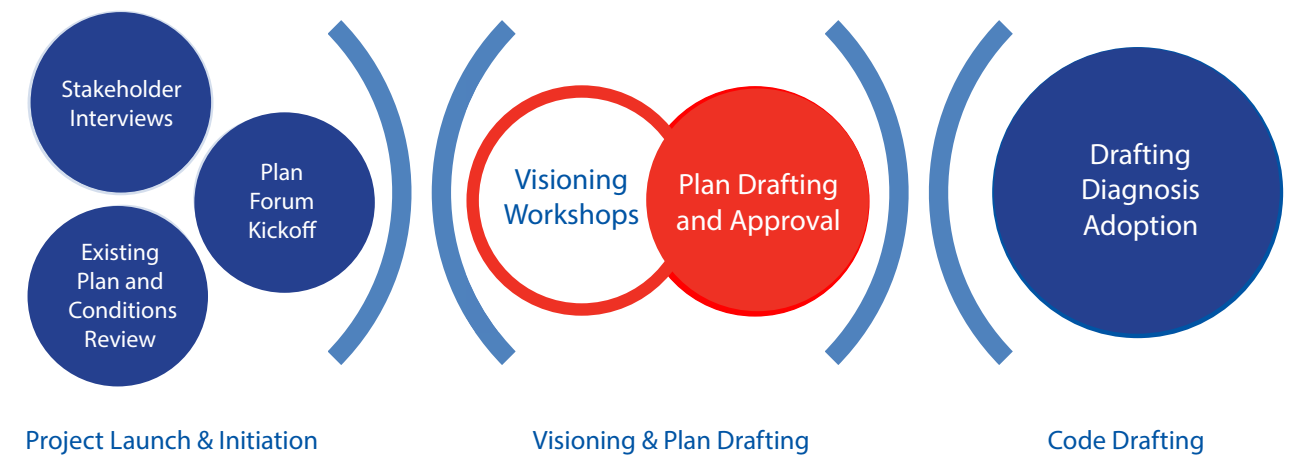 Stakeholder
Interviews
Plan
Forum
Kickoff
Existing
Plan and
Conditions
Review
Project Launch & Initiation
Visioning
Workshops
Plan Drafting
and Approval
Visioning & Plan Drafting
Drafting
Diagnosis
Adoption
Code Drafting